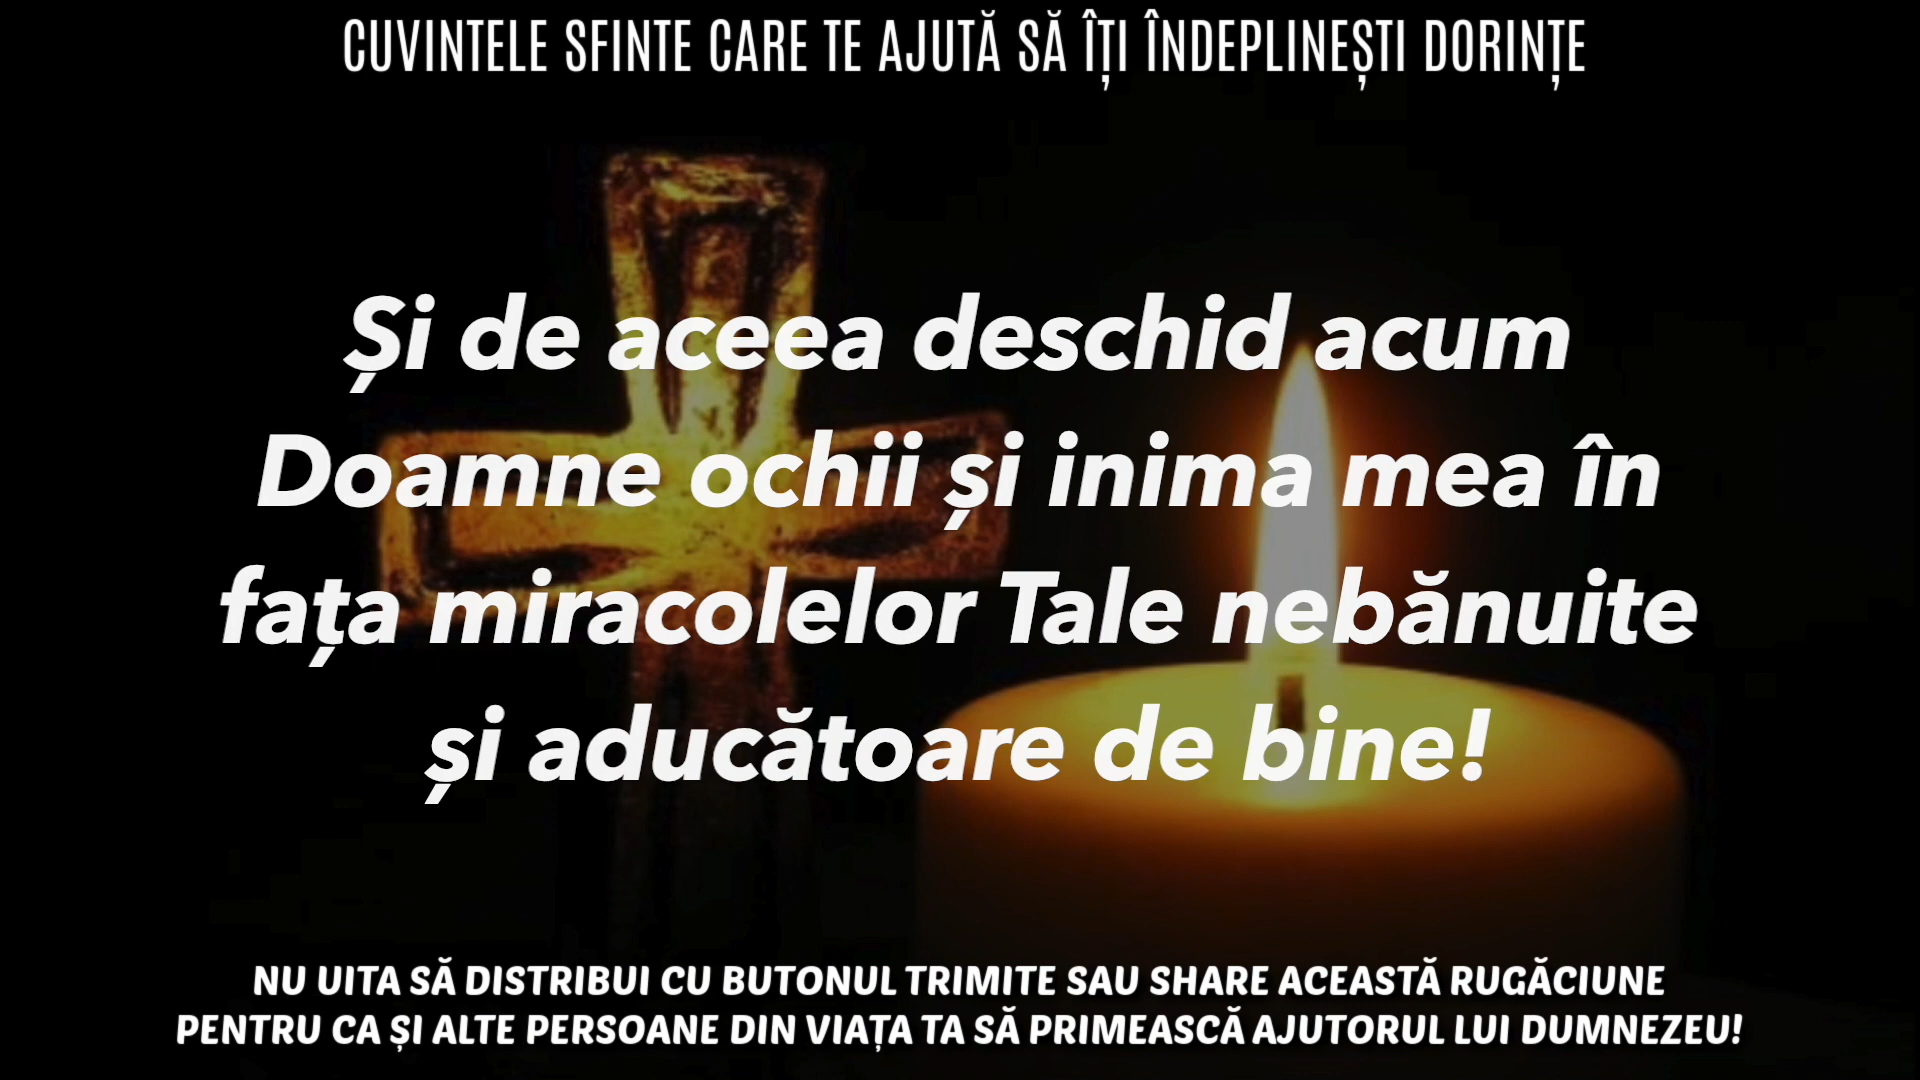 CUVINTELE SFINTE CARE TE AJUTĂ SĂ ÎȚI ÎNDEPLINEȘTI DORINȚE
Și de aceea deschid acum
Doamne ochii și inima mea în
fața miracolelor Tale nebănuite
și aducătoare de bine!
NU UITA SĂ DISTRIBUI CU BUTONUL TRIMITE SAU SHARE ACEASTĂ RUGĂCIUNE
PENTRU CA ȘI ALTE PERSOANE DIN VIAȚA TA SĂ PRIMEASCĂ AJUTORUL LUI DUMNEZEU!